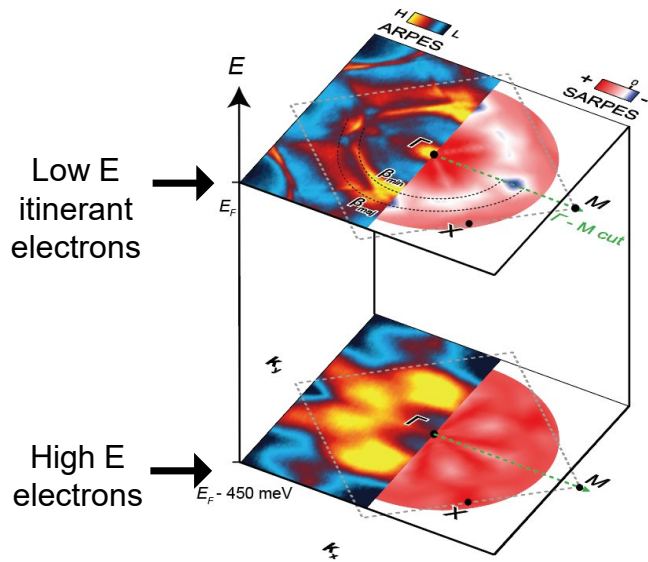 H L
ARPES
+ 0 -
SARPES
E
Low E
itinerant
electrons
E_F
Γ
β_min
β_maj
M
X
Γ - M cut
k_y
High E
electrons
E_F - 450 meV
Γ
M
X
k_x